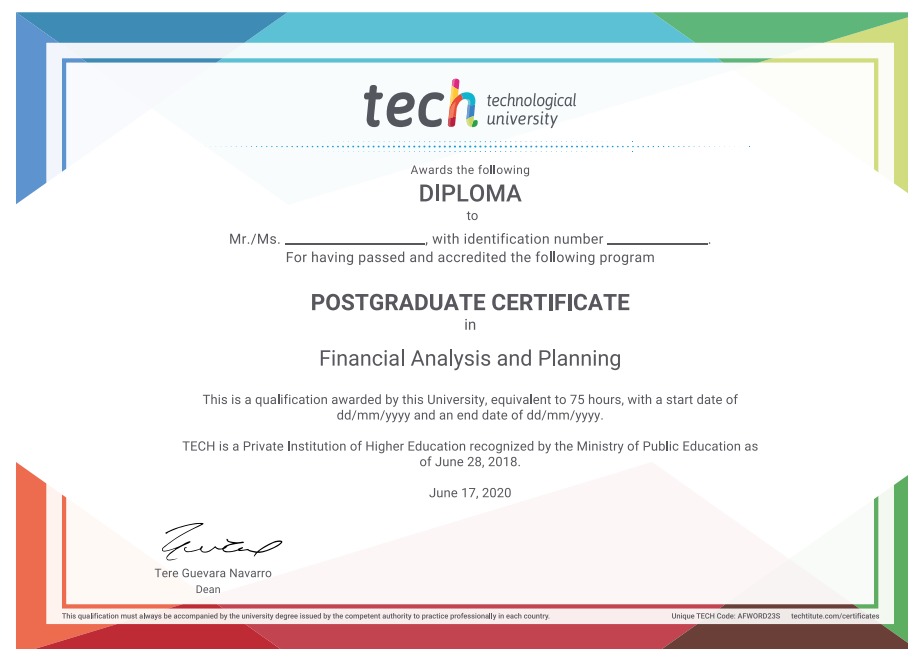 tech technological
university
Awards the following
DIPLOMA
to
Mr./Ms. ____________, with identification number ____________.
For having passed and accredited the following program
POSTGRADUATE CERTIFICATE
in
Financial Analysis and Planning
This is a qualification awarded by this University, equivalent to 75 hours, with a start date of
dd/mm/yyyy and an end date of dd/mm/yyyy.
TECH is a Private Institution of Higher Education recognized by the Ministry of Public Education as
of June 28, 2018.
June 17, 2020
Tere Guevara Navarro
Dean
This qualification must always be accompanied by the university degree issued by the competent authority to practice professionally in each country. Unique TECH Code: AFWORD23S techtitute.com/certificates